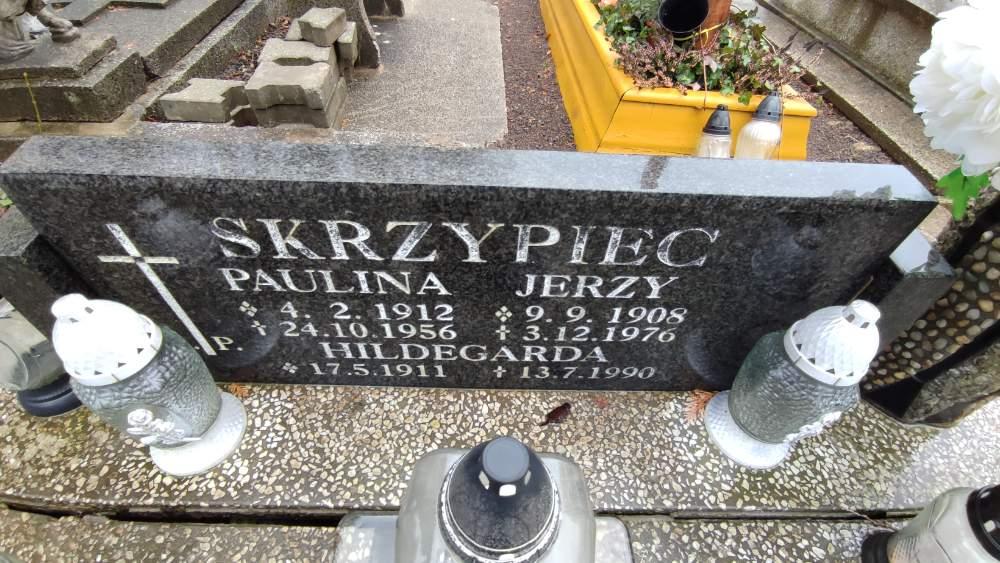 SKRZYPIEC
PAULINA JERZY
4. 2. 1912 9. 9. 1908
24.10.1956 3.12.1976
P. HILDEGARDA
17.5.1911 13.7.1990